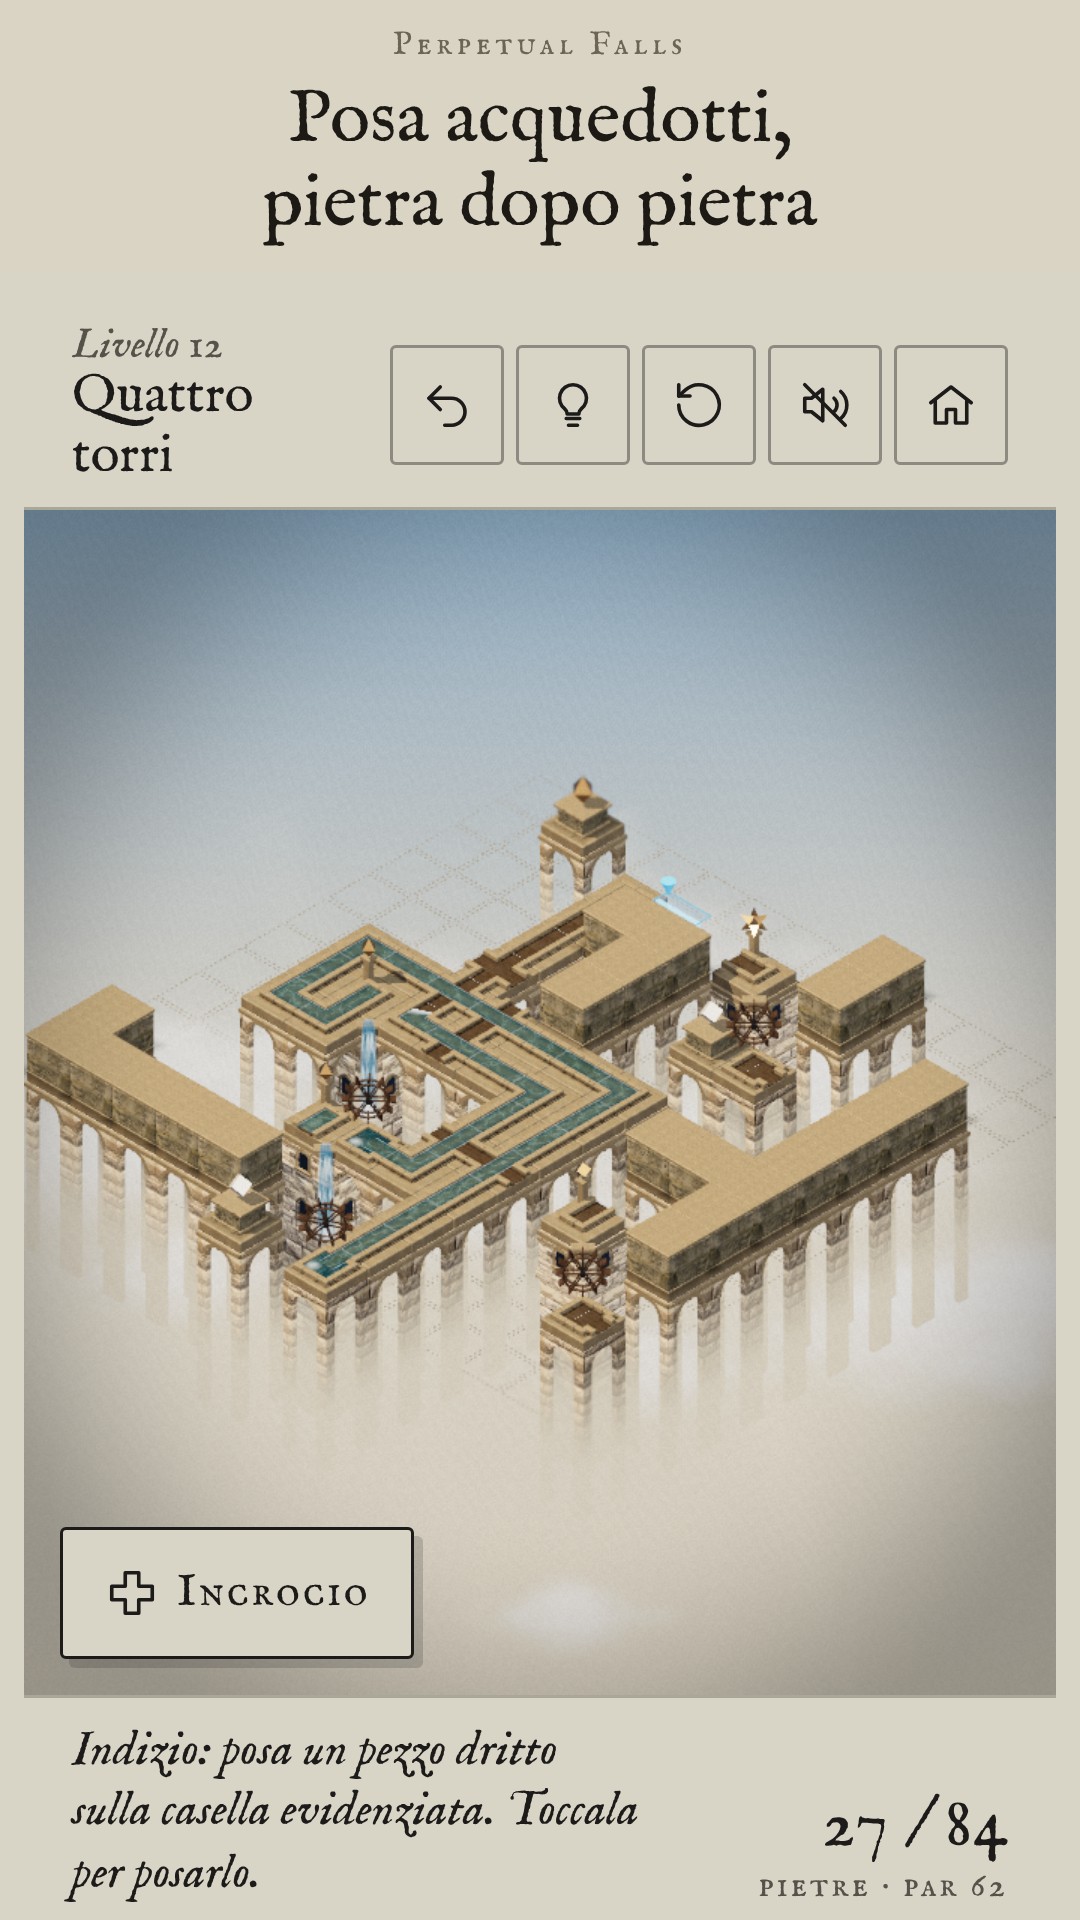 Perpetual Falls
Posa acquedotti,
pietra dopo pietra
Livello 12
Quattro
torri
Incrocio
Indizio: posa un pezzo dritto
sulla casella evidenziata. Toccala
per posarlo.
27 / 84
pietre · par 62